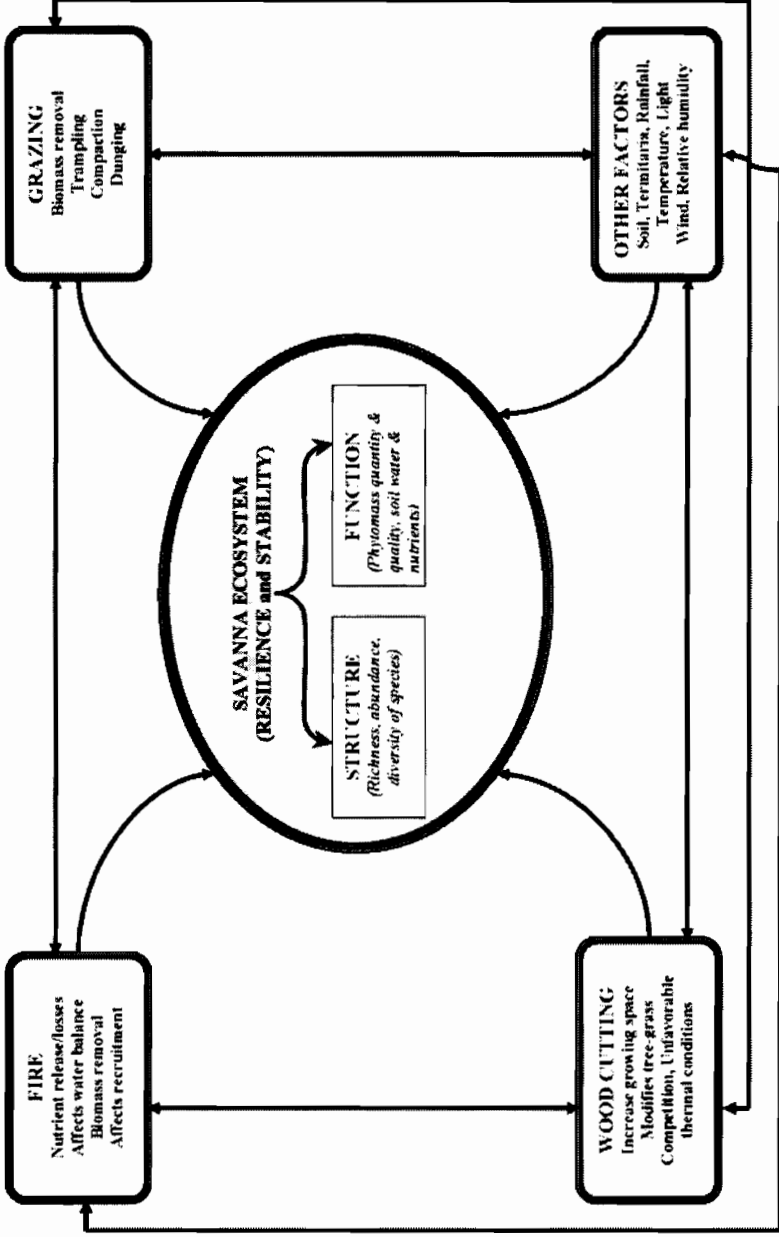 FIRE
Nutrient release/losses
Affects water balance
Biomass removal
Affects recruitment
GRAZING
Biomass removal
Trampling
Compaction
Dunging
SAVANNA ECOSYSTEM
(RESILIENCE and STABILITY)
STRUCTURE
(Richness, abundance,
diversity of species)
FUNCTION
(Phytomass quantity &
quality, soil water &
nutrients)
WOOD CUTTING
Increase growing space
Modifies tree-grass
Competition, Unfavorable
thermal conditions
OTHER FACTORS
Soil, Termitaria, Rainfall,
Temperature, Light
Wind, Relative humidity